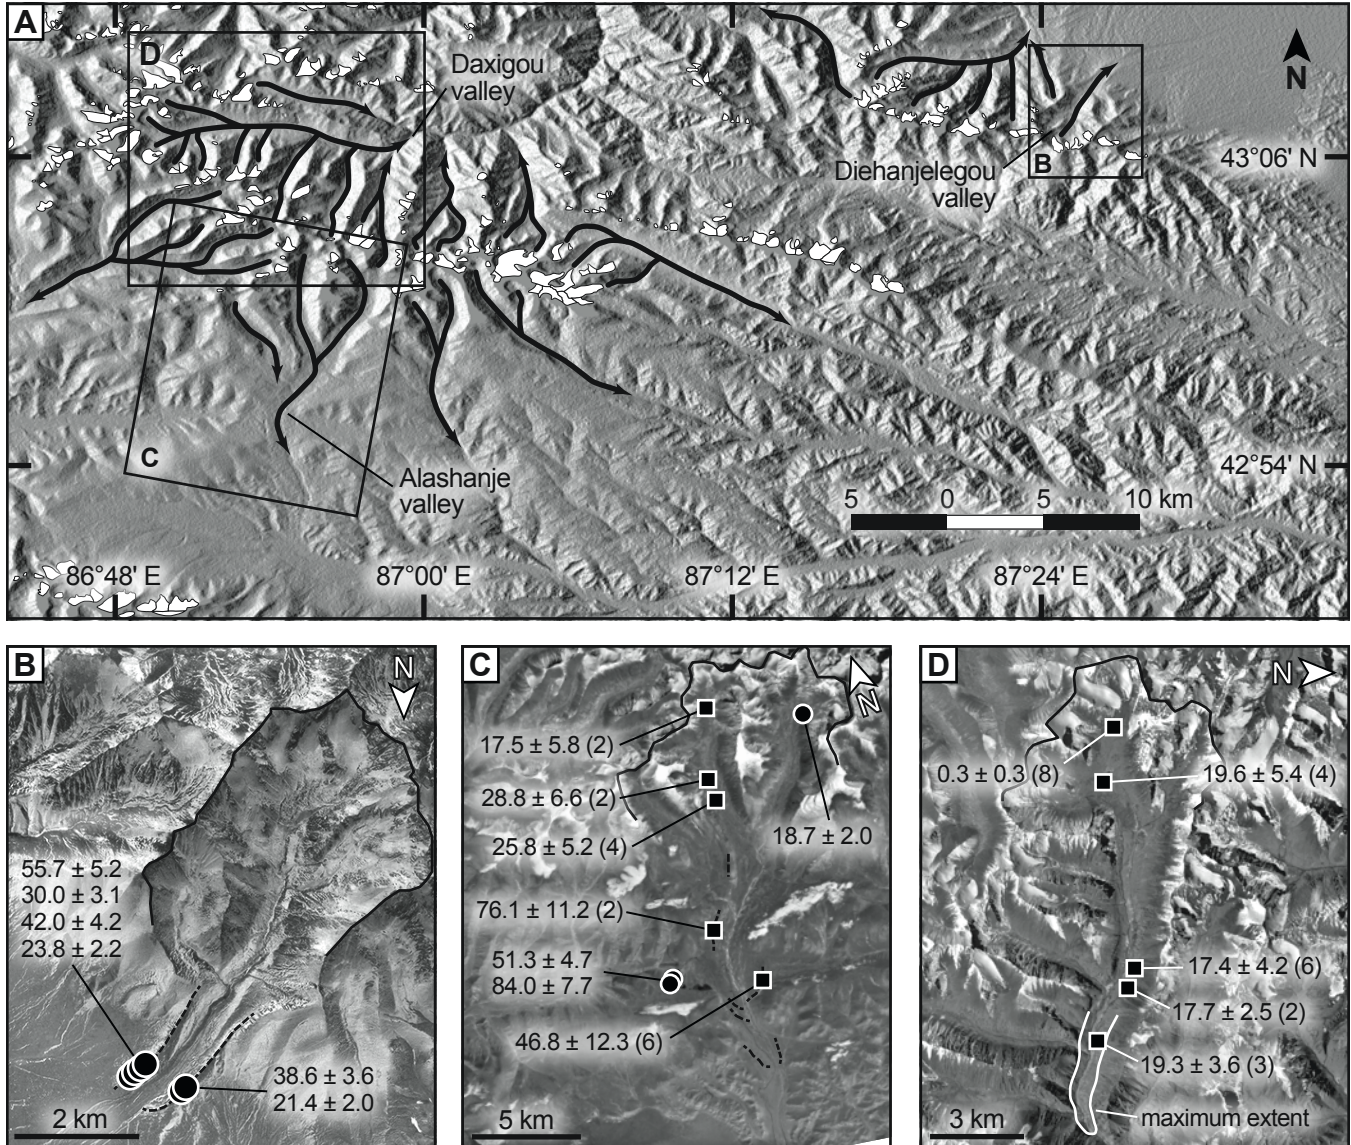 A
D
Daxigou
valley
N
Diehanjelegou
valley
B
43°06' N
C
42°54' N
Alashanje
valley
5 0 5 10 km
86°48' E 87°00' E 87°12' E 87°24' E
B
N
55.7 ± 5.2
30.0 ± 3.1
42.0 ± 4.2
23.8 ± 2.2
38.6 ± 3.6
21.4 ± 2.0
2 km
C
N
17.5 ± 5.8 (2)
28.8 ± 6.6 (2)
18.7 ± 2.0
25.8 ± 5.2 (4)
76.1 ± 11.2 (2)
51.3 ± 4.7
84.0 ± 7.7
46.8 ± 12.3 (6)
5 km
D
N
0.3 ± 0.3 (8)
19.6 ± 5.4 (4)
17.4 ± 4.2 (6)
17.7 ± 2.5 (2)
19.3 ± 3.6 (3)
maximum extent
3 km